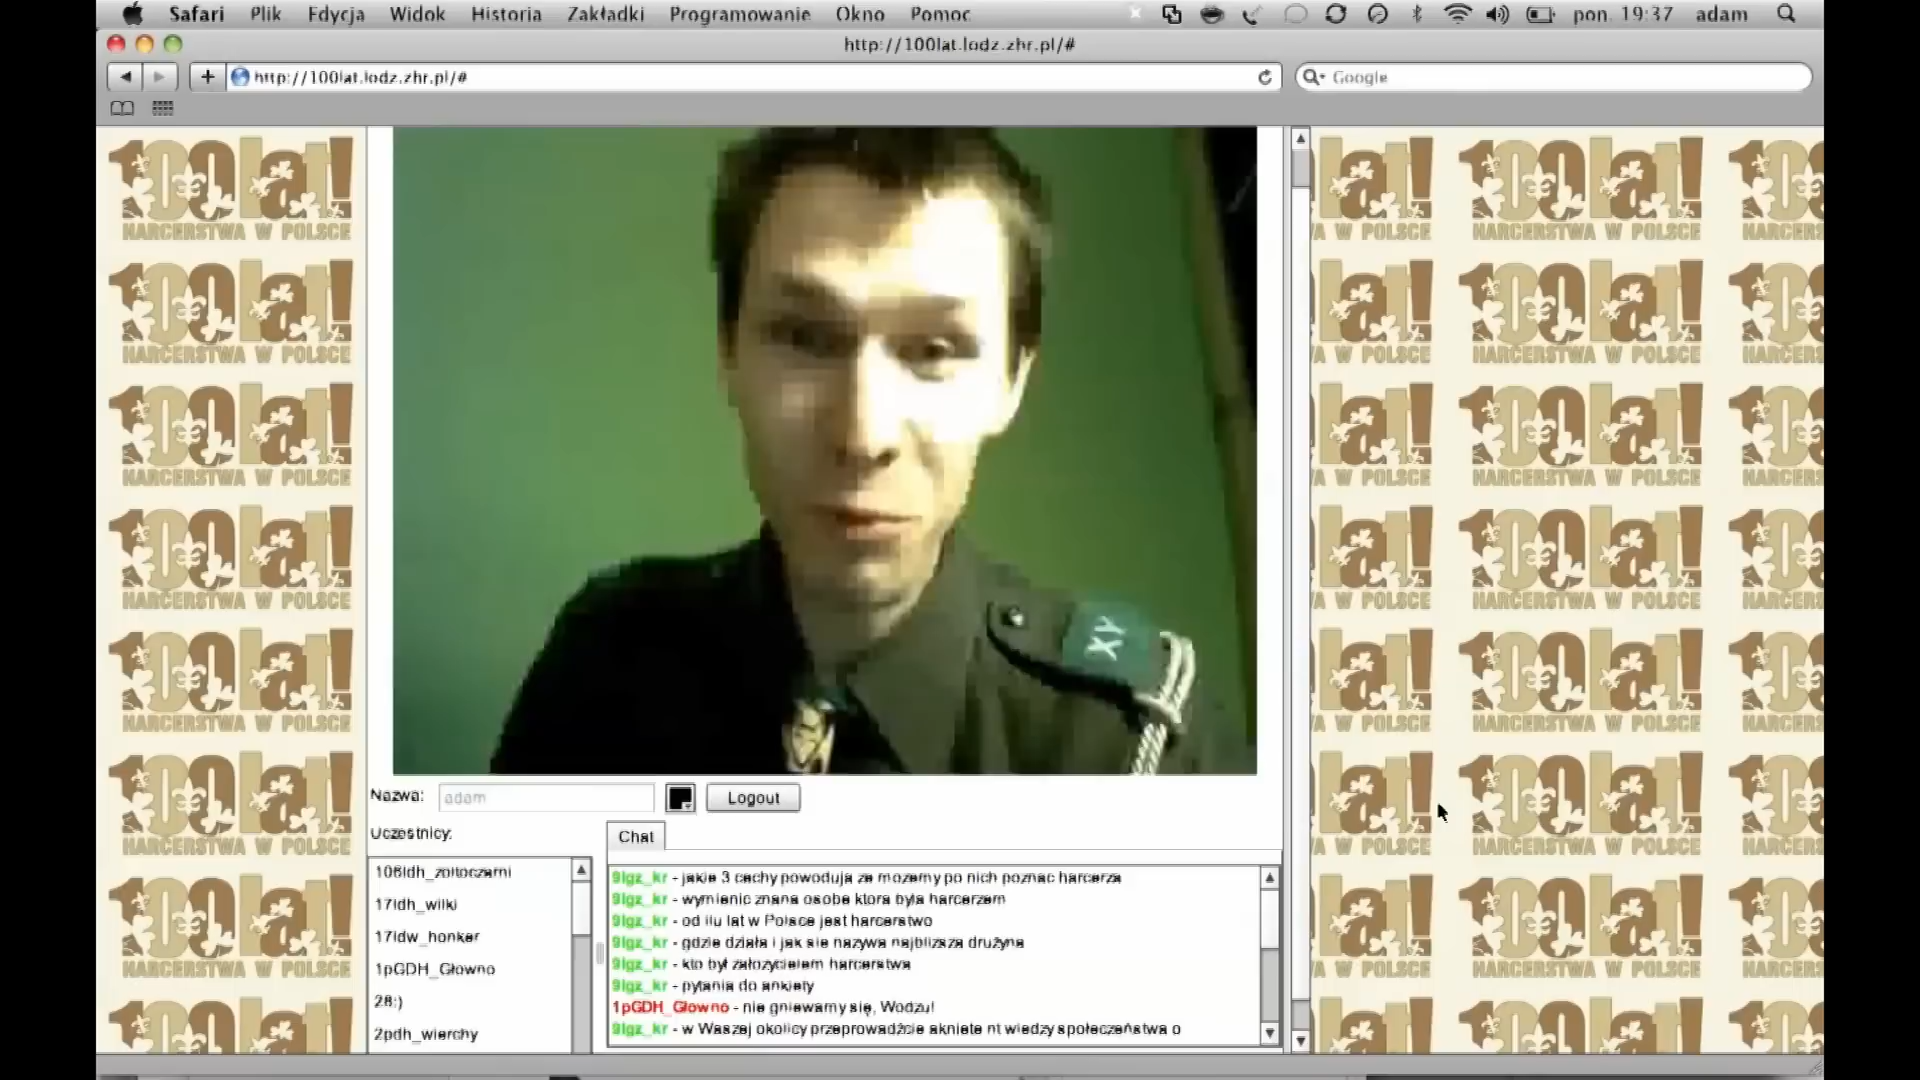 Safari Plik Edycja Widok Historia Zakładki Programowanie Okno Pomoc pon. 19:37 adam
http://100lat.lodz.zhr.pl/#
http://100lat.lodz.zhr.pl/# Google
100lat!
HARCERSTWA W POLSCE
XY
Nazwa: adam Logout
Uczestnicy:
Chat
106ldh_zoltoczarni
17ldh_wilki
17ldw_honker
1pGDH_Głowno
28:)
2pdh_wierchy
9lgz_kr - jakie 3 cechy powoduja ze mozemy po nich poznac harcerza
9lgz_kr - wymienic znana osobe ktora byla harcerzem
9lgz_kr - od ilu lat w Polsce jest harcerstwo
9lgz_kr - gdzie działa i jak sie nazywa najblizsza drużyna
9lgz_kr - kto był załozycielem harcerstwa
9lgz_kr - pytania do ankiety
1pGDH_Głowno - nie gniewamy się, Wodzu!
9lgz_kr - w Waszej okolicy przeprowadźcie akniete nt wiedzy społeczeństwa o